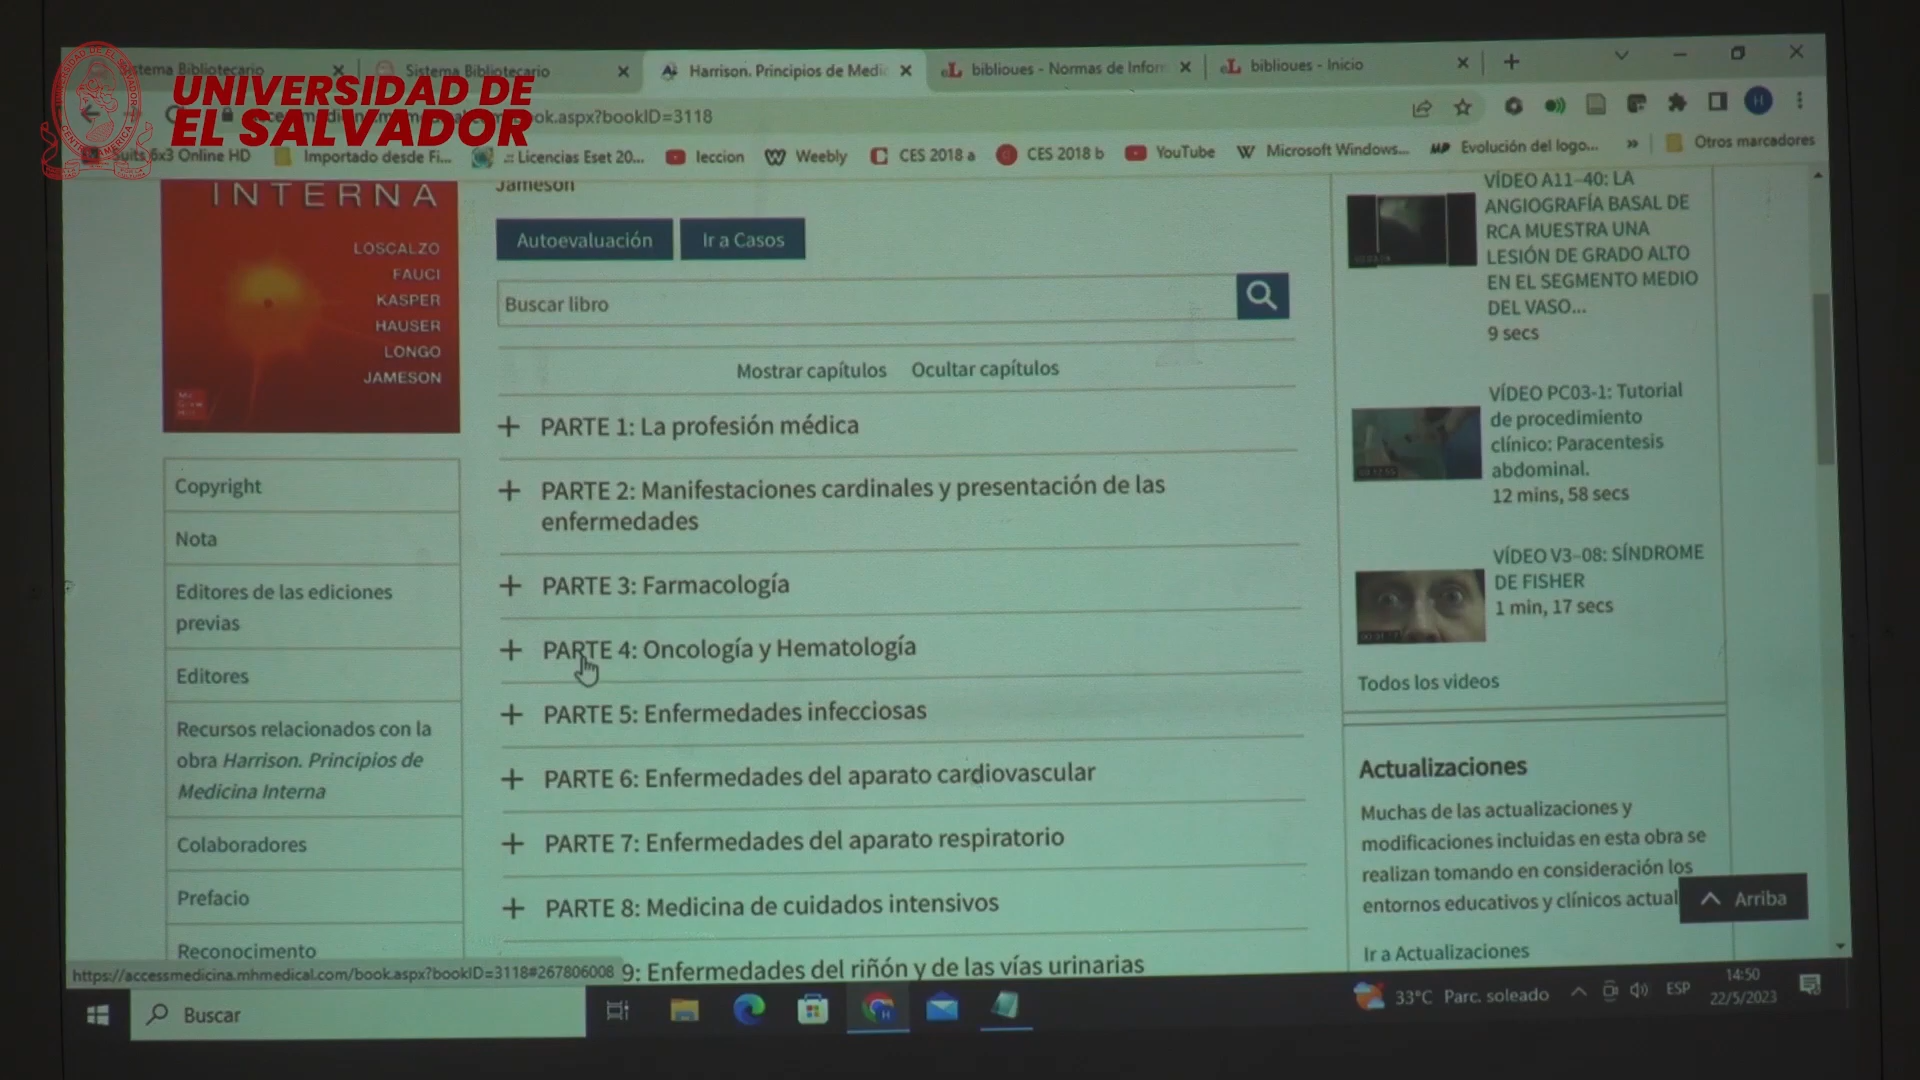 UNIVERSIDAD DE
EL SALVADOR
Sistema Bibliotecario
Harrison. Principios de Medi
biblioues - Normas de Inforn
biblioues - Inicio
ook.aspx?bookID=3118
Suits 6x3 Online HD
Importado desde Fi...
.:: Licencias Eset 20...
leccion
Weebly
CES 2018 a
CES 2018 b
YouTube
Microsoft Windows...
Evolución del logo...
»
Otros marcadores
INTERNA
LOSCALZO
FAUCI
KASPER
HAUSER
LONGO
JAMESON
Copyright
Nota
Editores de las ediciones
previas
Editores
Recursos relacionados con la
obra Harrison. Principios de
Medicina Interna
Colaboradores
Prefacio
Reconocimento
Jameson
Autoevaluación
Ir a Casos
Buscar libro
Mostrar capítulos Ocultar capítulos
+ PARTE 1: La profesión médica
+ PARTE 2: Manifestaciones cardinales y presentación de las
enfermedades
+ PARTE 3: Farmacología
+ PARTE 4: Oncología y Hematología
+ PARTE 5: Enfermedades infecciosas
+ PARTE 6: Enfermedades del aparato cardiovascular
+ PARTE 7: Enfermedades del aparato respiratorio
+ PARTE 8: Medicina de cuidados intensivos
9: Enfermedades del riñón y de las vías urinarias
VÍDEO A11-40: LA
ANGIOGRAFÍA BASAL DE
RCA MUESTRA UNA
LESIÓN DE GRADO ALTO
EN EL SEGMENTO MEDIO
DEL VASO...
9 secs
VÍDEO PC03-1: Tutorial
de procedimiento
clínico: Paracentesis
abdominal.
12 mins, 58 secs
VÍDEO V3-08: SÍNDROME
DE FISHER
1 min, 17 secs
Todos los videos
Actualizaciones
Muchas de las actualizaciones y
modificaciones incluidas en esta obra se
realizan tomando en consideración los
entornos educativos y clínicos actual
Arriba
Ir a Actualizaciones
https://accessmedicina.mhmedical.com/book.aspx?bookID=3118#267806008
Buscar
33°C Parc. soleado
ESP
14:50
22/5/2023